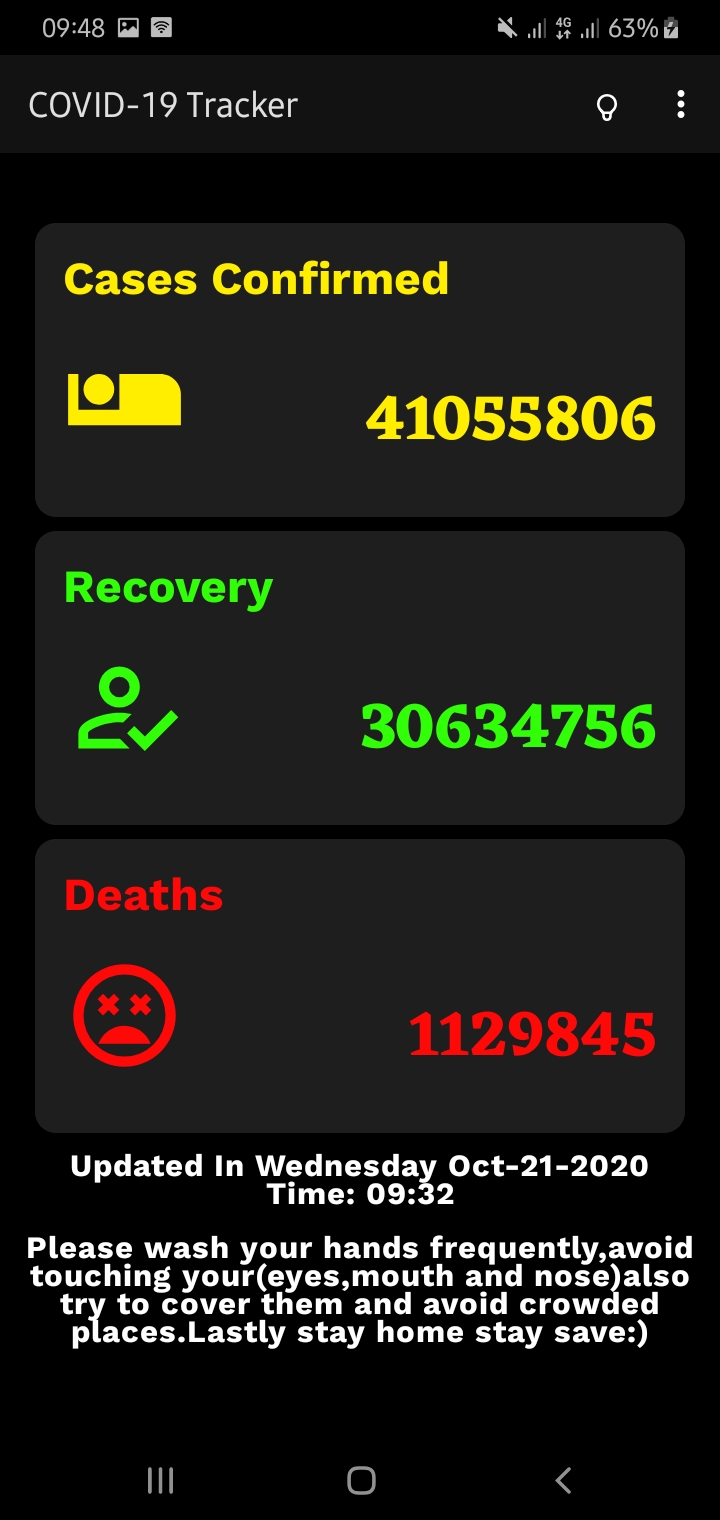 09:48 4G 63%
COVID-19 Tracker
Cases Confirmed
41055806
Recovery
30634756
Deaths
1129845
Updated In Wednesday Oct-21-2020
Time: 09:32
Please wash your hands frequently,avoid
touching your(eyes,mouth and nose)also
try to cover them and avoid crowded
places.Lastly stay home stay save:)